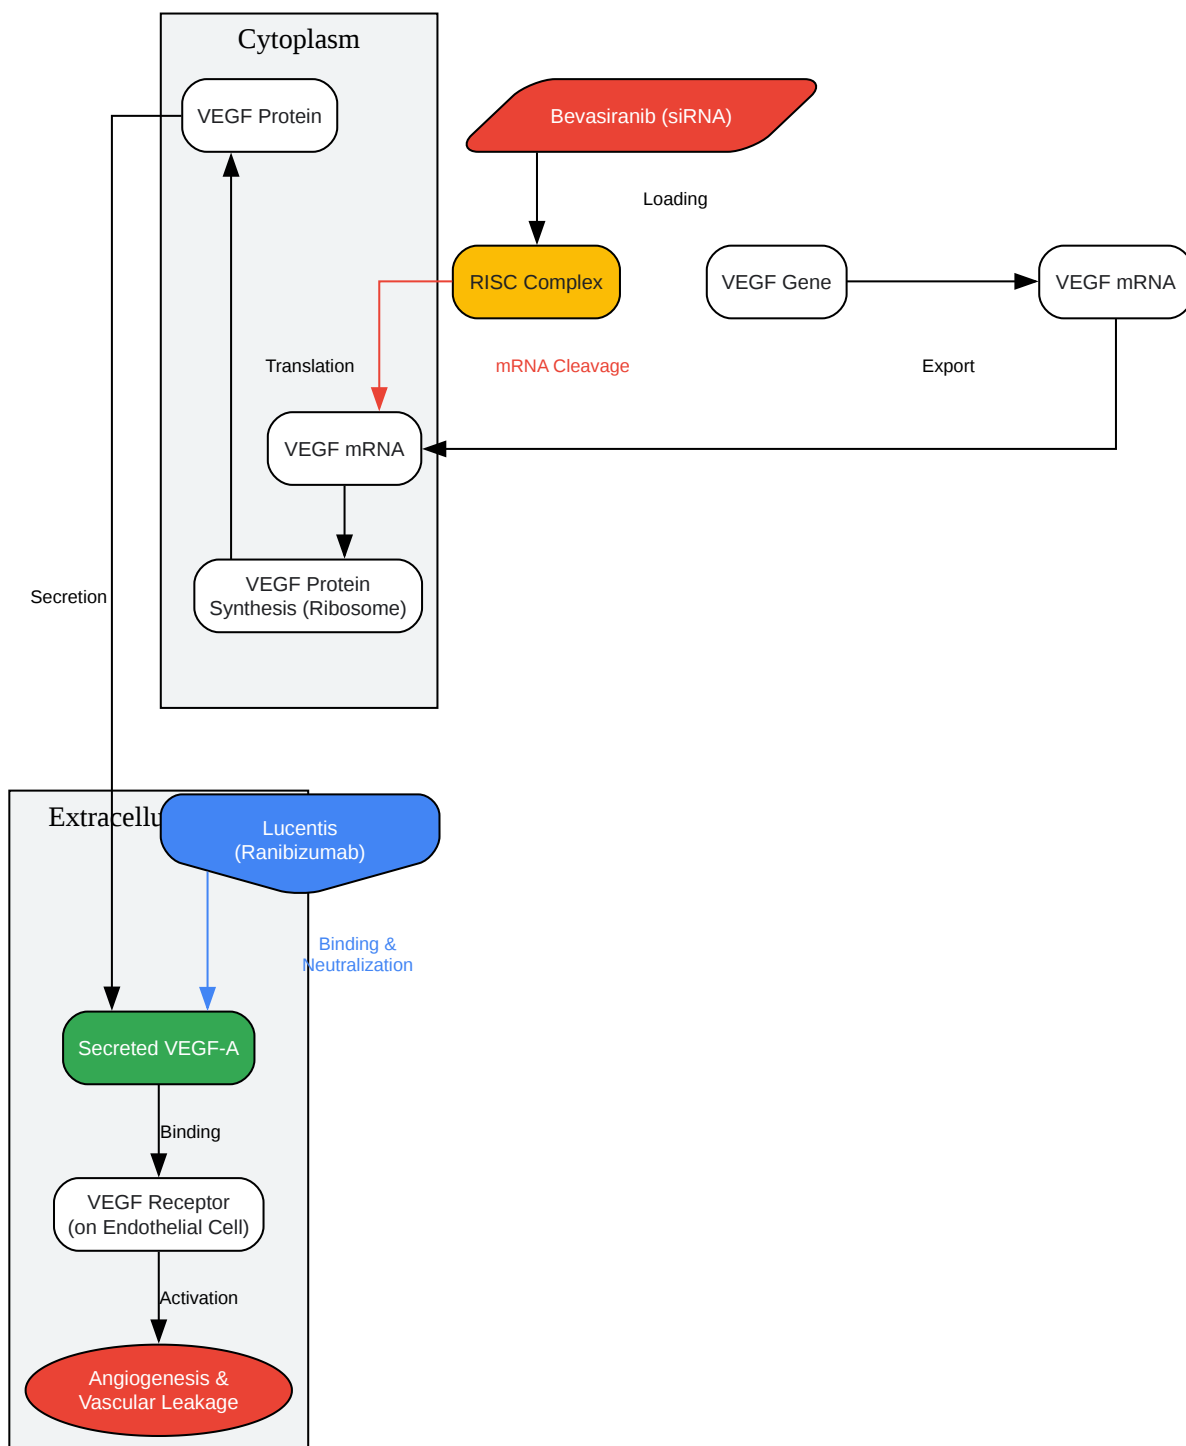 Cytoplasm
VEGF Protein
Bevasiranib (siRNA)
Loading
RISC Complex
VEGF Gene
VEGF mRNA
Translation
mRNA Cleavage
Export
VEGF mRNA
VEGF Protein
Synthesis (Ribosome)
Secretion
Extracellu
Lucentis
(Ranibizumab)
Binding &
Neutralization
Secreted VEGF-A
Binding
VEGF Receptor
(on Endothelial Cell)
Activation
Angiogenesis &
Vascular Leakage